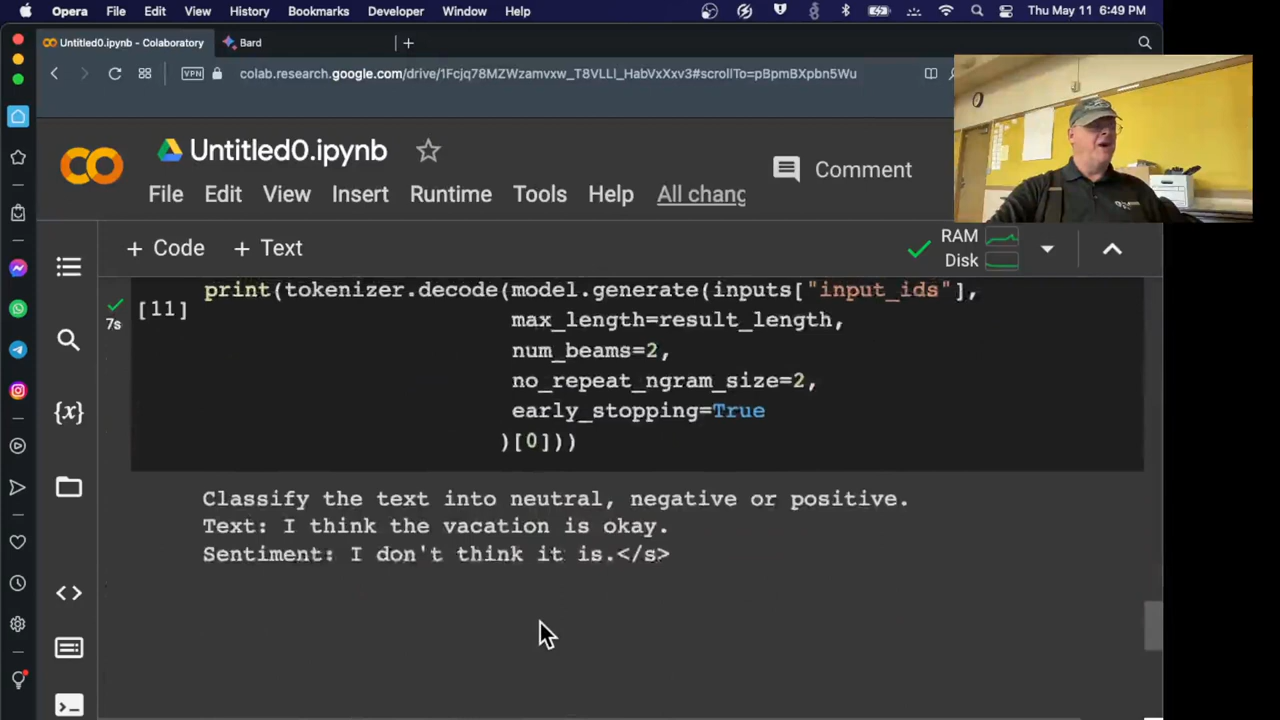 Opera File Edit View History Bookmarks Developer Window Help Thu May 11 6:49 PM
Untitled0.ipynb - Colaboratory Bard
VPN colab.research.google.com/drive/1Fcjq78MZWzamvxw_T8VLLl_HabVxXxv3#scrollTo=pBpmBXpbn5Wu
CO Untitled0.ipynb
Comment
File Edit View Insert Runtime Tools Help All chang
+ Code + Text
RAM
Disk
print(tokenizer.decode(model.generate(inputs["input_ids"],
[11]
7s
max_length=result_length,
num_beams=2,
no_repeat_ngram_size=2,
early_stopping=True
)[0]))
{x}
Classify the text into neutral, negative or positive.
Text: I think the vacation is okay.
Sentiment: I don't think it is.</s>